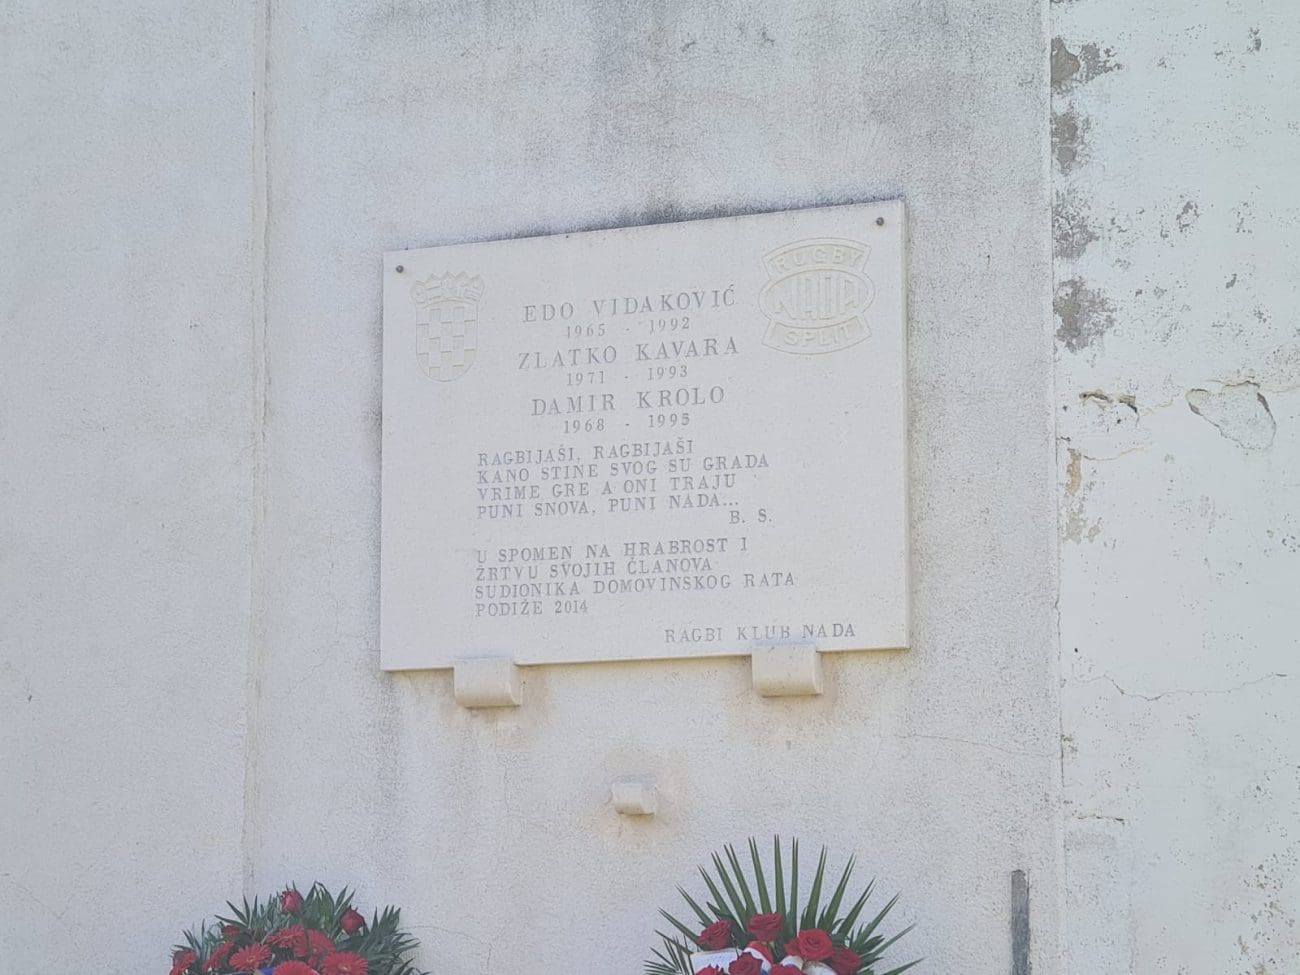 RUGBY
NADA
SPLIT
EDO VIDAKOVIĆ
1965 - 1992
ZLATKO KAVARA
1971 - 1993
DAMIR KROLO
1968 - 1995
RAGBIJAŠI, RAGBIJAŠI
KANO STINE SVOG SU GRADA
VRIME GRE A ONI TRAJU
PUNI SNOVA, PUNI NADA...
B. S.
U SPOMEN NA HRABROST I
ŽRTVU SVOJIH ČLANOVA
SUDIONIKA DOMOVINSKOG RATA
PODIŽE 2014
RAGBI KLUB NADA